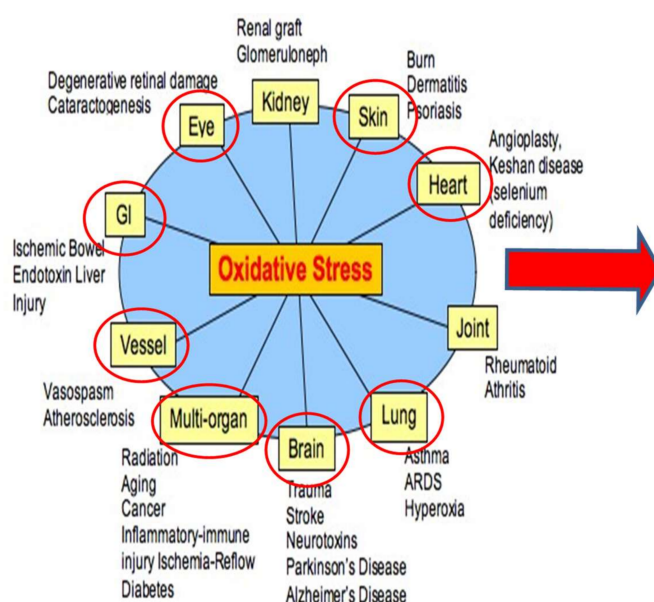 Renal graft
Glomeruloneph
Kidney
Burn
Dermatitis
Psoriasis
Skin
Angioplasty,
Keshan disease
(selenium
deficiency)
Heart
Joint
Rheumatoid
Athritis
Lung
Asthma
ARDS
Hyperoxia
Brain
Trauma
Stroke
Neurotoxins
Parkinson's Disease
Alzheimer's Disease
Multi-organ
Radiation
Aging
Cancer
Inflammatory-immune
injury Ischemia-Reflow
Diabetes
Vessel
Vasospasm
Atherosclerosis
GI
Ischemic Bowel
Endotoxin Liver
Injury
Degenerative retinal damage
Cataractogenesis
Eye
Oxidative Stress